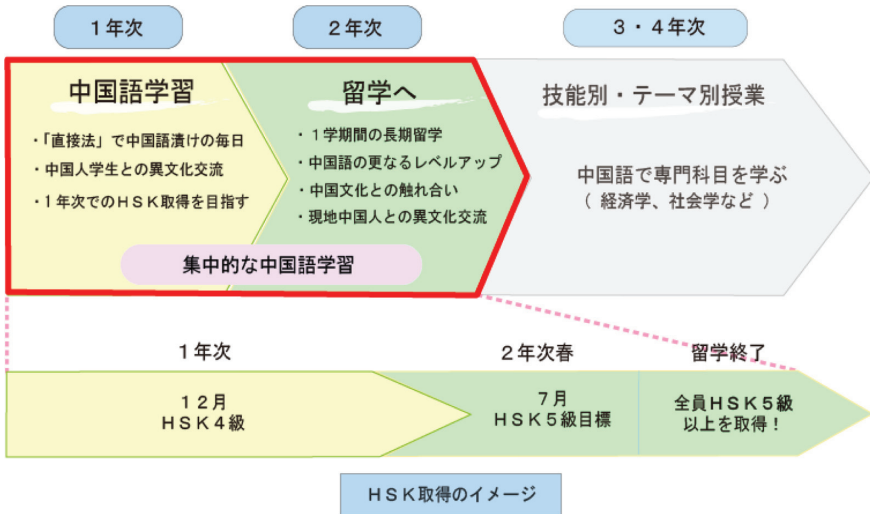 １年次
２年次
３・４年次
中国語学習
・「直接法」で中国語漬けの毎日
・中国人学生との異文化交流
・１年次でのＨＳＫ取得を目指す
留学へ
・１学期間の長期留学
・中国語の更なるレベルアップ
・中国文化との触れ合い
・現地中国人との異文化交流
技能別・テーマ別授業
中国語で専門科目を学ぶ
（ 経済学、社会学など ）
集中的な中国語学習
１年次
２年次春
留学終了
１２月
ＨＳＫ４級
７月
ＨＳＫ５級目標
全員ＨＳＫ５級
以上を取得！
ＨＳＫ取得のイメージ